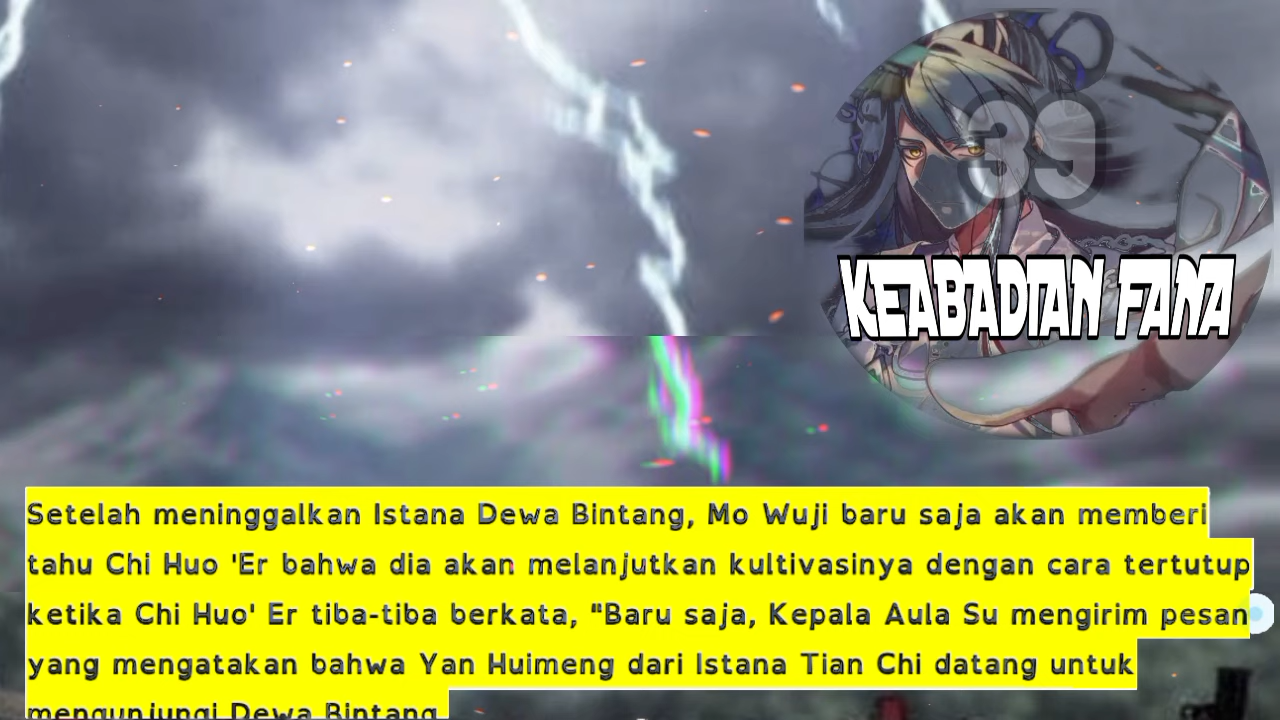 39
KEABADIAN FANA
Setelah meninggalkan Istana Dewa Bintang, Mo Wuji baru saja akan memberi
tahu Chi Huo 'Er bahwa dia akan melanjutkan kultivasinya dengan cara tertutup
ketika Chi Huo' Er tiba-tiba berkata, "Baru saja, Kepala Aula Su mengirim pesan
yang mengatakan bahwa Yan Huimeng dari Istana Tian Chi datang untuk
mengunjungi Dewa Bintang